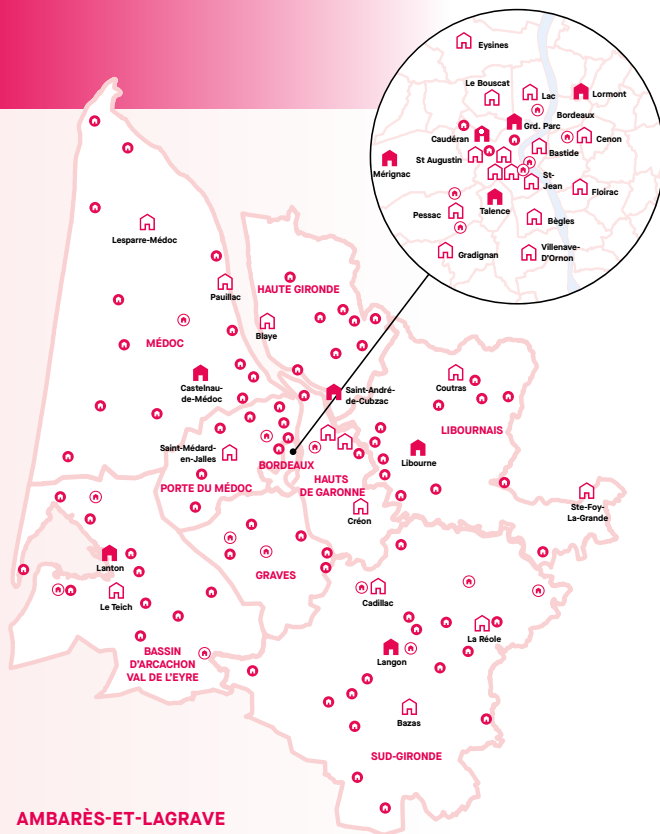 Eysines
Le Bouscat
Lac
Lormont
Bordeaux
Grd. Parc
Caudéran
Cenon
Bastide
St Augustin
Mérignac
St-
Jean
Floirac
Talence
Pessac
Bègles
Gradignan
Villenave-
D'Ornon
Lesparre-Médoc
Pauillac
HAUTE GIRONDE
Blaye
MÉDOC
Castelnau-
de-Médoc
Saint-André-
de-Cubzac
Coutras
LIBOURNAIS
Saint-Médard-
en-Jalles
BORDEAUX
Libourne
PORTE DU MÉDOC
HAUTS
DE GARONNE
Créon
Ste-Foy-
La-Grande
Lanton
GRAVES
Le Teich
Cadillac
La Réole
BASSIN
D'ARCACHON
VAL DE L'EYRE
Langon
Bazas
SUD-GIRONDE
AMBARÈS-ET-LAGRAVE